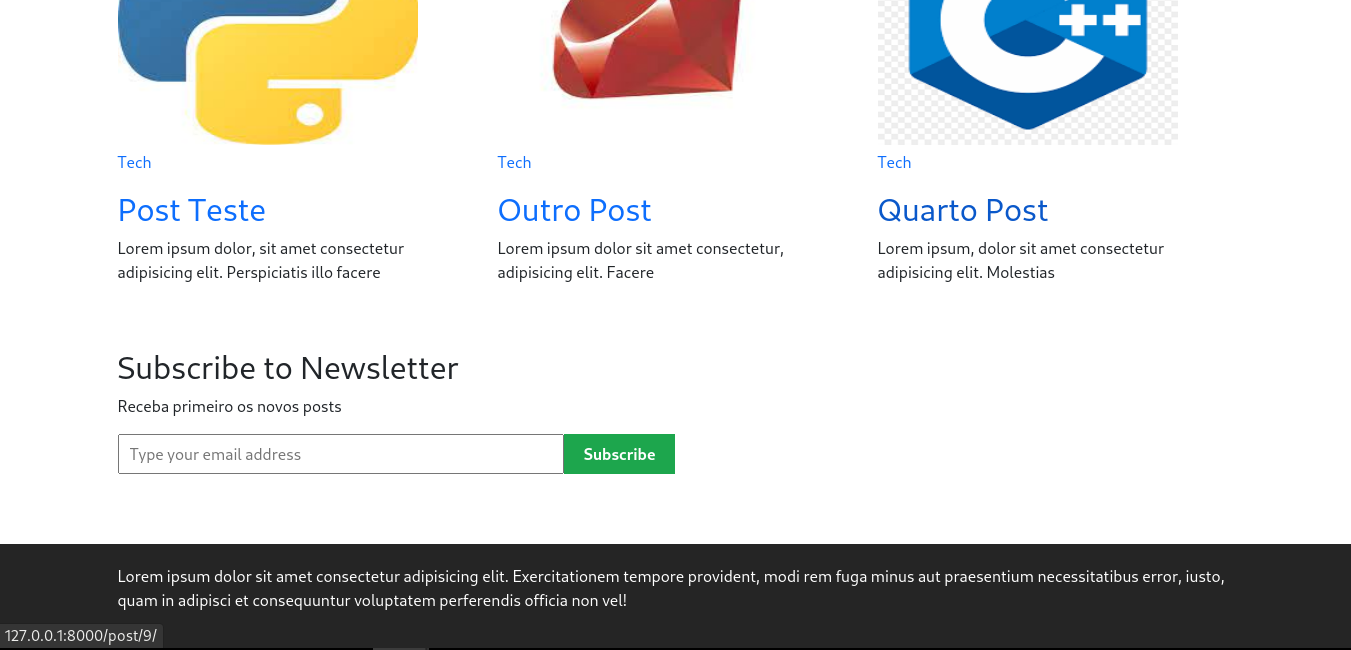 ++
Tech
Post Teste
Lorem ipsum dolor, sit amet consectetur
adipisicing elit. Perspiciatis illo facere
Tech
Outro Post
Lorem ipsum dolor sit amet consectetur,
adipisicing elit. Facere
Tech
Quarto Post
Lorem ipsum, dolor sit amet consectetur
adipisicing elit. Molestias
Subscribe to Newsletter
Receba primeiro os novos posts
Type your email address
Subscribe
Lorem ipsum dolor sit amet consectetur adipisicing elit. Exercitationem tempore provident, modi rem fuga minus aut praesentium necessitatibus error, iusto,
quam in adipisci et consequuntur voluptatem perferendis officia non vel!
127.0.0.1:8000/post/9/